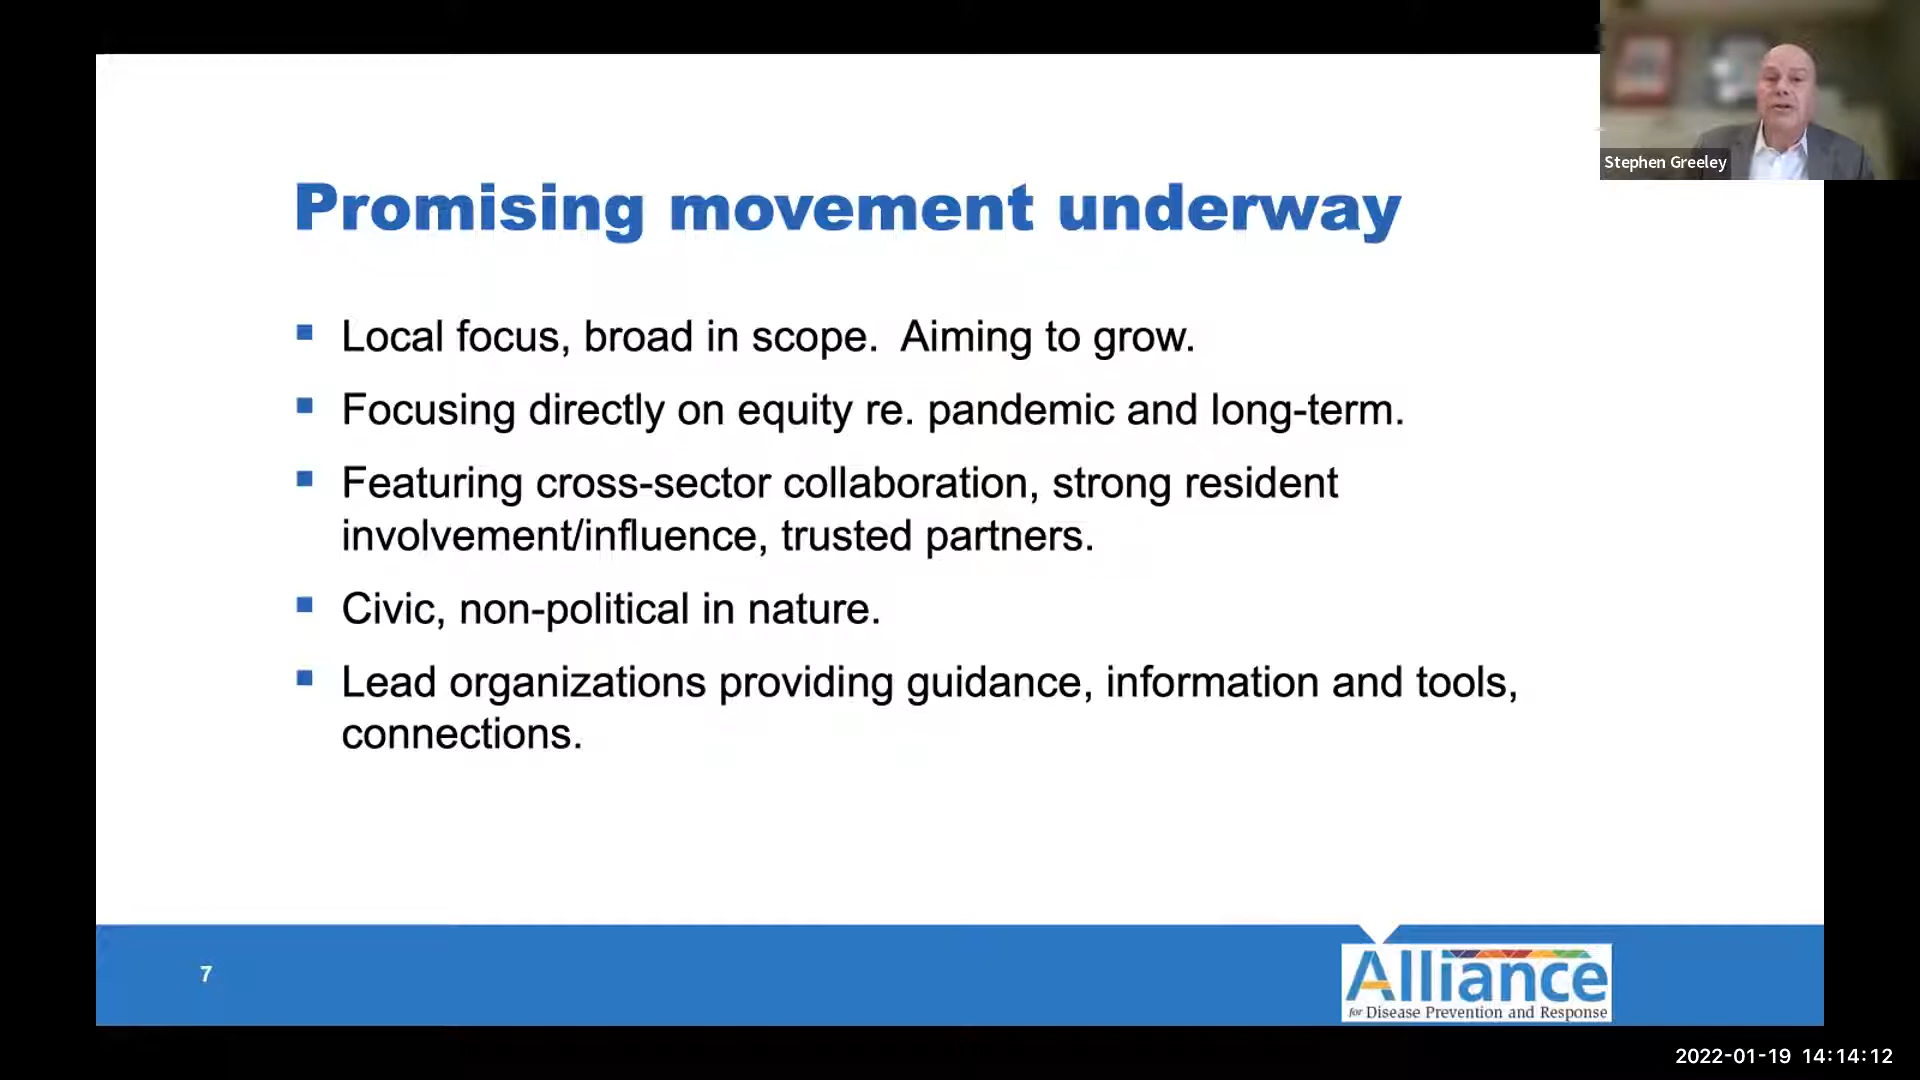 Stephen Greeley
Promising movement underway
Local focus, broad in scope.  Aiming to grow.
Focusing directly on equity re. pandemic and long-term.
Featuring cross-sector collaboration, strong resident
involvement/influence, trusted partners.
Civic, non-political in nature.
Lead organizations providing guidance, information and tools,
connections.
7
Alliance
for Disease Prevention and Response
2022-01-19 14:14:12